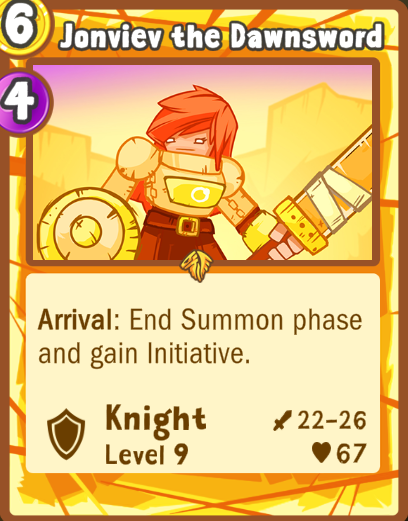 6
Jonviev the Dawnsword
4
Arrival: End Summon phase
and gain Initiative.
Knight
22–26
Level 9
67